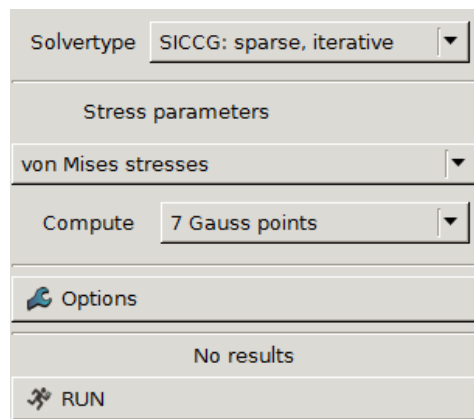 Solvertype SICCG: sparse, iterative
Stress parameters
von Mises stresses
Compute 7 Gauss points
Options
No results
RUN